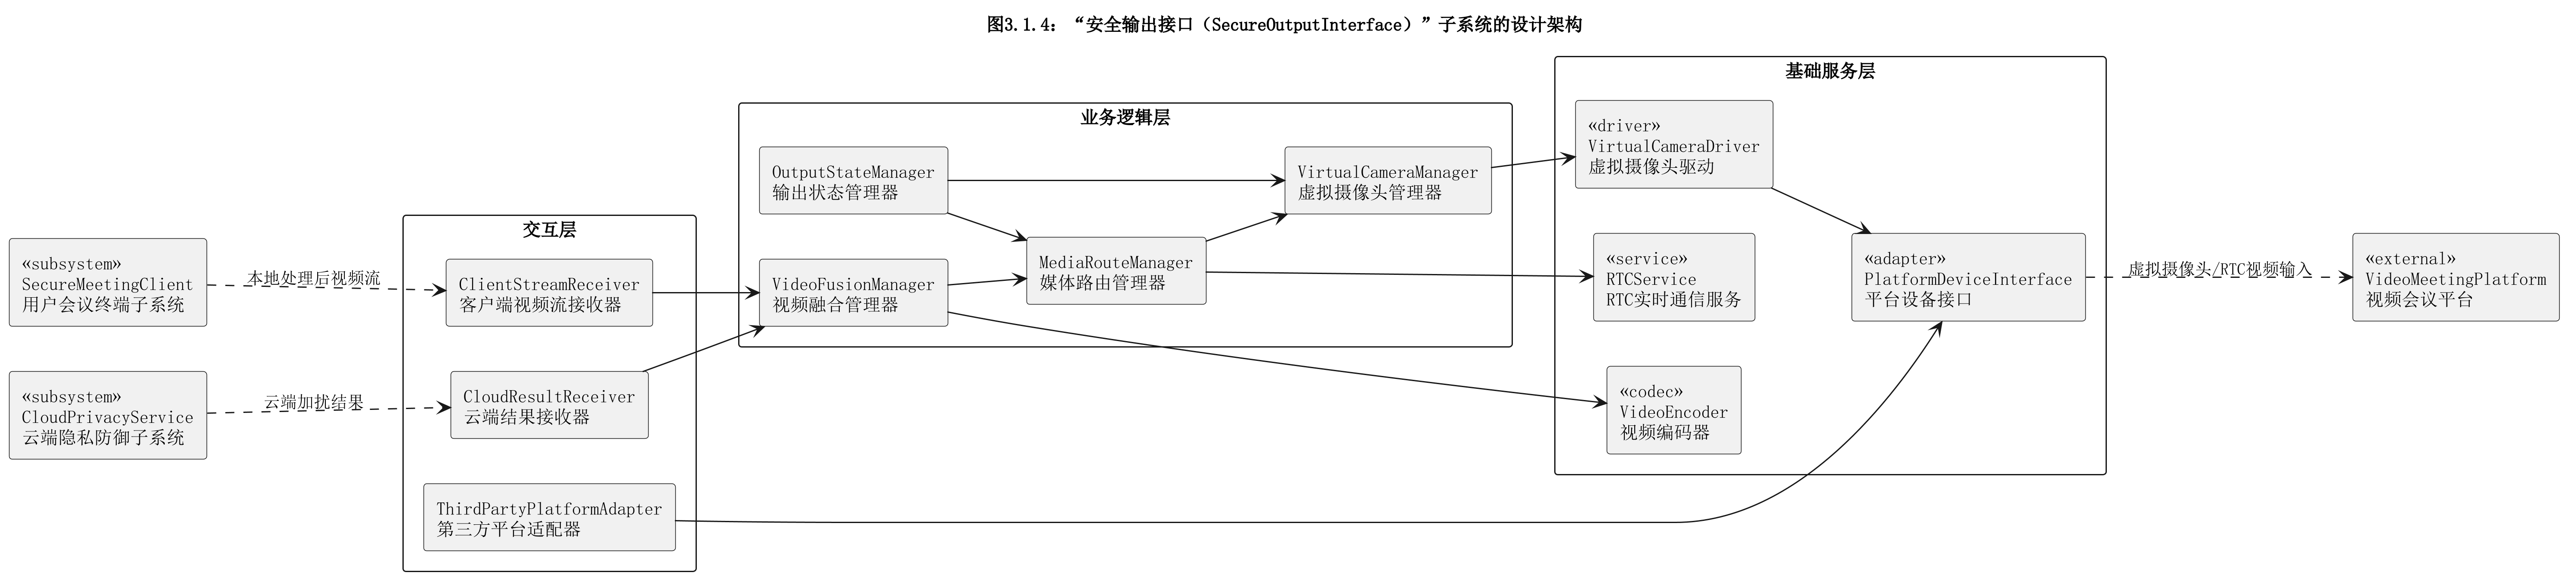 图3.1.4：“安全输出接口（SecureOutputInterface）”子系统的设计架构
«subsystem»
SecureMeetingClient
用户会议终端子系统
«subsystem»
CloudPrivacyService
云端隐私防御子系统
本地处理后视频流
云端加扰结果
交互层
ClientStreamReceiver
客户端视频流接收器
CloudResultReceiver
云端结果接收器
ThirdPartyPlatformAdapter
第三方平台适配器
业务逻辑层
OutputStateManager
输出状态管理器
VideoFusionManager
视频融合管理器
MediaRouteManager
媒体路由管理器
VirtualCameraManager
虚拟摄像头管理器
基础服务层
«driver»
VirtualCameraDriver
虚拟摄像头驱动
«service»
RTCService
RTC实时通信服务
«codec»
VideoEncoder
视频编码器
«adapter»
PlatformDeviceInterface
平台设备接口
虚拟摄像头/RTC视频输入
«external»
VideoMeetingPlatform
视频会议平台